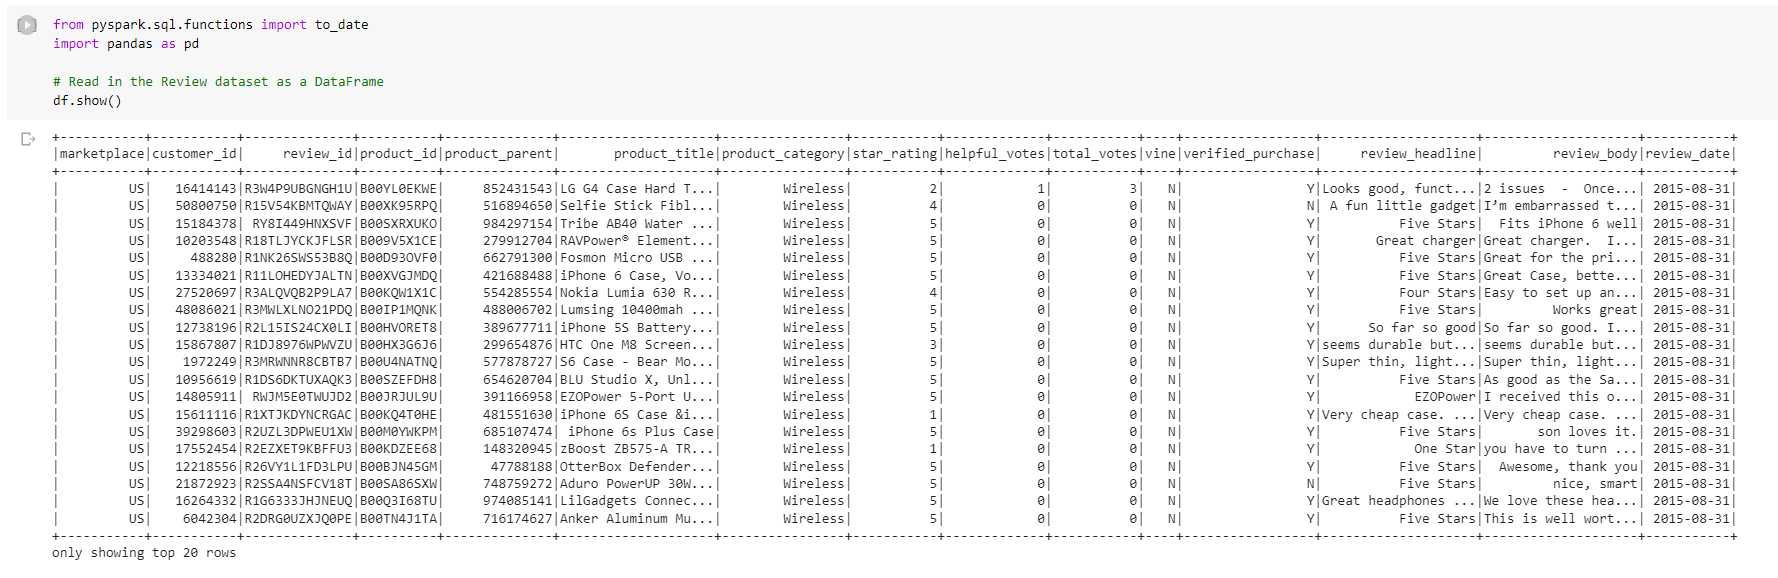 from pyspark.sql.functions import to_date
import pandas as pd
# Read in the Review dataset as a DataFrame
df.show()
+-----------+-----------+--------------+----------+--------------+--------------------+----------------+-----------+-------------+-----------+----+-----------------+--------------------+--------------------+-----------+
|marketplace|customer_id|     review_id|product_id|product_parent|       product_title|product_category|star_rating|helpful_votes|total_votes|vine|verified_purchase|     review_headline|         review_body|review_date|
+-----------+-----------+--------------+----------+--------------+--------------------+----------------+-----------+-------------+-----------+----+-----------------+--------------------+--------------------+-----------+
|         US|   16414143|R3W4P9UBGNGH1U|B00YL0EKWE|     852431543|LG G4 Case Hard T...|        Wireless|          2|            1|          3|   N|                Y|Looks good, funct...|2 issues  -  Once...| 2015-08-31|
|         US|   50800750|R15V54KBMTQWAY|B00XK95RPQ|     516894650|Selfie Stick Fibl...|        Wireless|          4|            0|          0|   N|                N| A fun little gadget|I’m embarrassed t...| 2015-08-31|
|         US|   15184378| RY8I449HNXSVF|B00SXRXUKO|     984297154|Tribe AB40 Water ...|        Wireless|          5|            0|          0|   N|                Y|          Five Stars|  Fits iPhone 6 well| 2015-08-31|
|         US|   10203548|R18TLJYCKJFLSR|B009V5X1CE|     279912704|RAVPower® Element...|        Wireless|          5|            0|          0|   N|                Y|       Great charger|Great charger.  I...| 2015-08-31|
|         US|     488280|R1NK26SWS53B8Q|B00D93OVF0|     662791300|Fosmon Micro USB ...|        Wireless|          5|            0|          0|   N|                Y|          Five Stars|Great for the pri...| 2015-08-31|
|         US|   13334021|R11LOHEDYJALTN|B00XVGJMDQ|     421688488|iPhone 6 Case, Vo...|        Wireless|          5|            0|          0|   N|                Y|          Five Stars|Great Case, bette...| 2015-08-31|
|         US|   27520697|R3ALQVQB2P9LA7|B00KQW1X1C|     554285554|Nokia Lumia 630 R...|        Wireless|          4|            0|          0|   N|                Y|          Four Stars|Easy to set up an...| 2015-08-31|
|         US|   48086021|R3MWLXLNO21PDQ|B00IP1MQNK|     488006702|Lumsing 10400mah ...|        Wireless|          5|            0|          0|   N|                Y|          Five Stars|         Works great| 2015-08-31|
|         US|   12738196|R2L15IS24CX0LI|B00HVORET8|     389677711|iPhone 5S Battery...|        Wireless|          5|            0|          0|   N|                Y|      So far so good|So far so good. I...| 2015-08-31|
|         US|   15867807|R1DJ8976WPWVZU|B00HX3G6J6|     299654876|HTC One M8 Screen...|        Wireless|          3|            0|          0|   N|                Y|seems durable but...|seems durable but...| 2015-08-31|
|         US|    1972249|R3MRWNNR8CBTB7|B00U4NATNQ|     577878727|S6 Case - Bear Mo...|        Wireless|          5|            0|          0|   N|                Y|Super thin, light...|Super thin, light...| 2015-08-31|
|         US|   10956619|R1DS6DKTUXAQK3|B00SZEFDH8|     654620704|BLU Studio X, Unl...|        Wireless|          5|            0|          0|   N|                Y|          Five Stars|As good as the Sa...| 2015-08-31|
|         US|   14805911| RWJM5E0TWUJD2|B00JRJUL9U|     391166958|EZOPower 5-Port U...|        Wireless|          5|            0|          0|   N|                Y|            EZOPower|I received this o...| 2015-08-31|
|         US|   15611116|R1XTJKDYNCRGAC|B00KQ4T0HE|     481551630|iPhone 6S Case &i...|        Wireless|          1|            0|          0|   N|                Y|Very cheap case. ...|Very cheap case. ...| 2015-08-31|
|         US|   39298603|R2UZL3DPWEU1XW|B00M0YWKPM|     685107474| iPhone 6s Plus Case|        Wireless|          5|            0|          0|   N|                Y|          Five Stars|       son loves it.| 2015-08-31|
|         US|   17552454|R2EZXET9KBFFU3|B00KDZEE68|     148320945|zBoost ZB575-A TR...|        Wireless|          1|            0|          0|   N|                Y|            One Star|you have to turn ...| 2015-08-31|
|         US|   12218556|R26VY1L1FD3LPU|B00BJN45GM|      47788188|OtterBox Defender...|        Wireless|          5|            0|          0|   N|                Y|          Five Stars|  Awesome, thank you| 2015-08-31|
|         US|   21872923|R2SSA4NSFCV18T|B00SA86SXW|     748759272|Aduro PowerUP 30W...|        Wireless|          5|            0|          0|   N|                N|          Five Stars|         nice, smart| 2015-08-31|
|         US|   16264332|R1G6333JHJNEUQ|B00Q3I68TU|     974085141|LilGadgets Connec...|        Wireless|          5|            0|          0|   N|                Y|Great headphones ...|We love these hea...| 2015-08-31|
|         US|    6042304|R2DRG0UZXJQ0PE|B00TN4J1TA|     716174627|Anker Aluminum Mu...|        Wireless|          5|            0|          0|   N|                Y|          Five Stars|This is well wort...| 2015-08-31|
+-----------+-----------+--------------+----------+--------------+--------------------+----------------+-----------+-------------+-----------+----+-----------------+--------------------+--------------------+-----------+
only showing top 20 rows